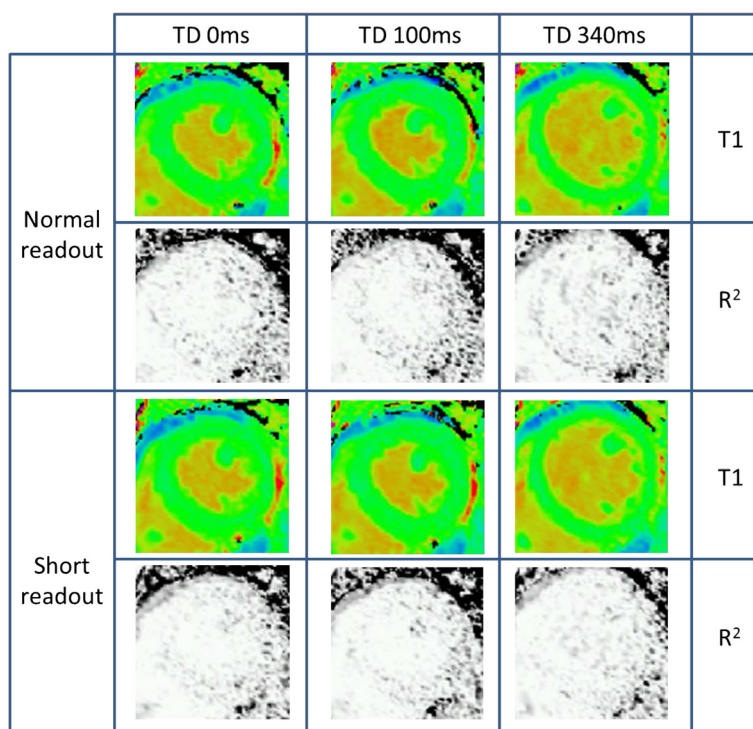 TD 0ms TD 100ms TD 340ms
Normal
readout
T1
R²
Short
readout
T1
R²